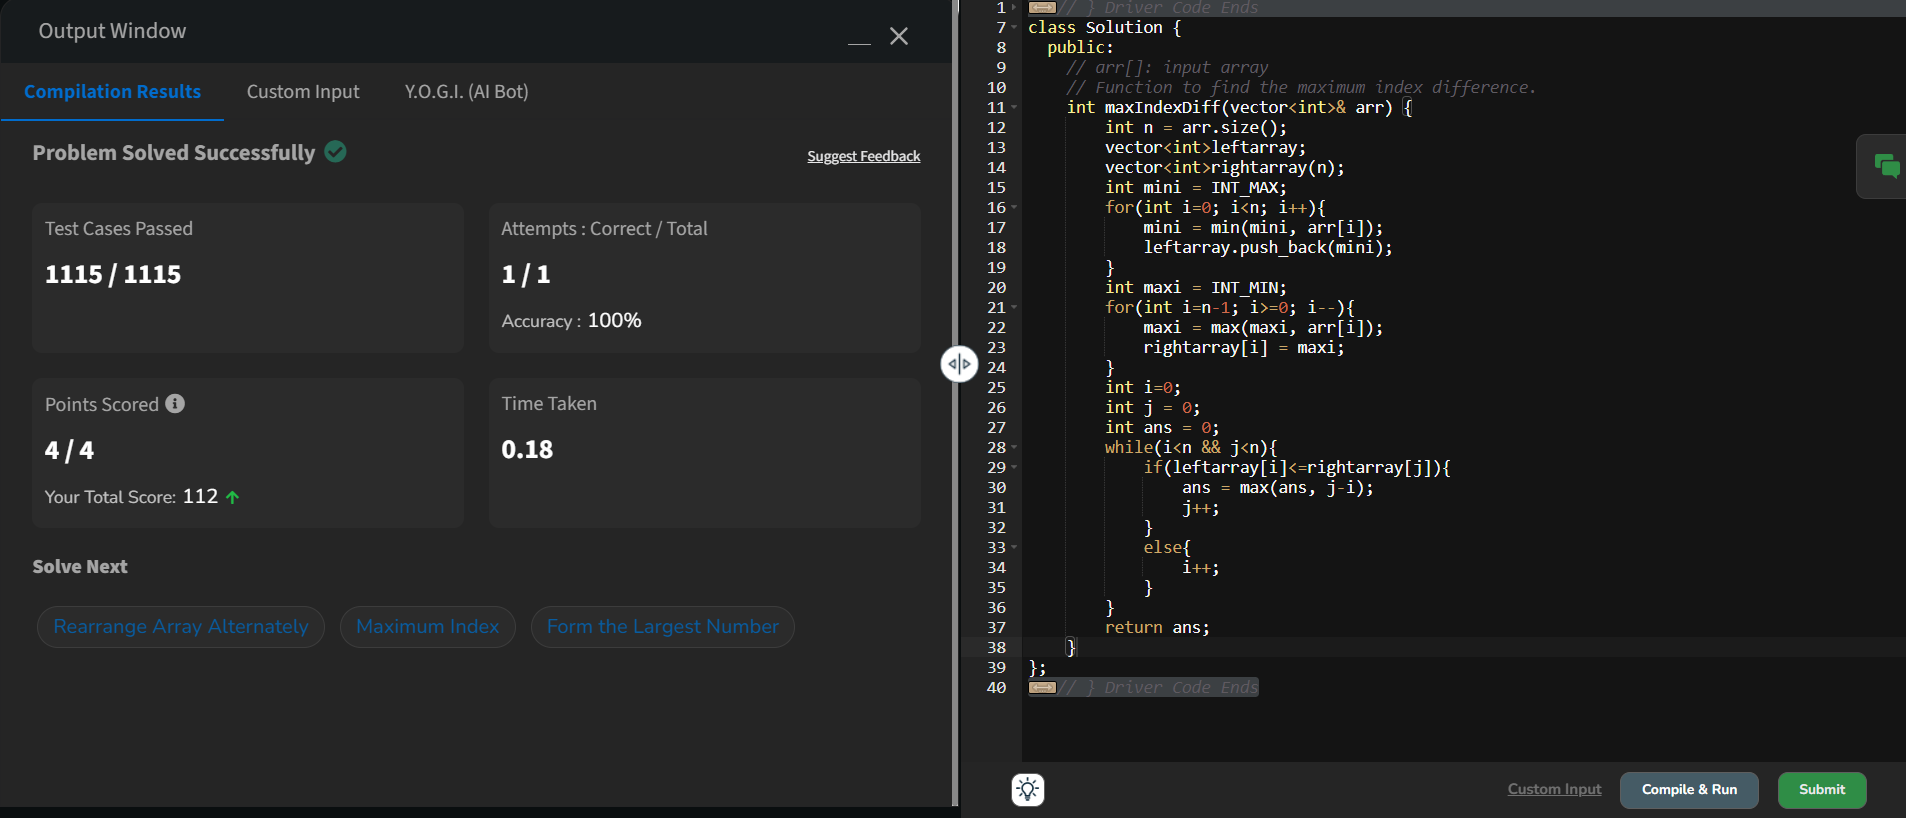 Output Window
Compilation Results
Custom Input
Y.O.G.I. (AI Bot)
Problem Solved Successfully
Suggest Feedback
Test Cases Passed
1115 / 1115
Attempts : Correct / Total
1 / 1
Accuracy : 100%
Points Scored
4 / 4
Your Total Score: 112
Time Taken
0.18
Solve Next
Rearrange Array Alternately
Maximum Index
Form the Largest Number
1 // } Driver Code Ends
7 class Solution {
8 public:
9 // arr[]: input array
10 // Function to find the maximum index difference.
11 int maxIndexDiff(vector<int>& arr) {
12 int n = arr.size();
13 vector<int>leftarray;
14 vector<int>rightarray(n);
15 int mini = INT_MAX;
16 for(int i=0; i<n; i++){
17 mini = min(mini, arr[i]);
18 leftarray.push_back(mini);
19 }
20 int maxi = INT_MIN;
21 for(int i=n-1; i>=0; i--){
22 maxi = max(maxi, arr[i]);
23 rightarray[i] = maxi;
24 }
25 int i=0;
26 int j = 0;
27 int ans = 0;
28 while(i<n && j<n){
29 if(leftarray[i]<=rightarray[j]){
30 ans = max(ans, j-i);
31 j++;
32 }
33 else{
34 i++;
35 }
36 }
37 return ans;
38 }
39 };
40 // } Driver Code Ends
Custom Input
Compile & Run
Submit